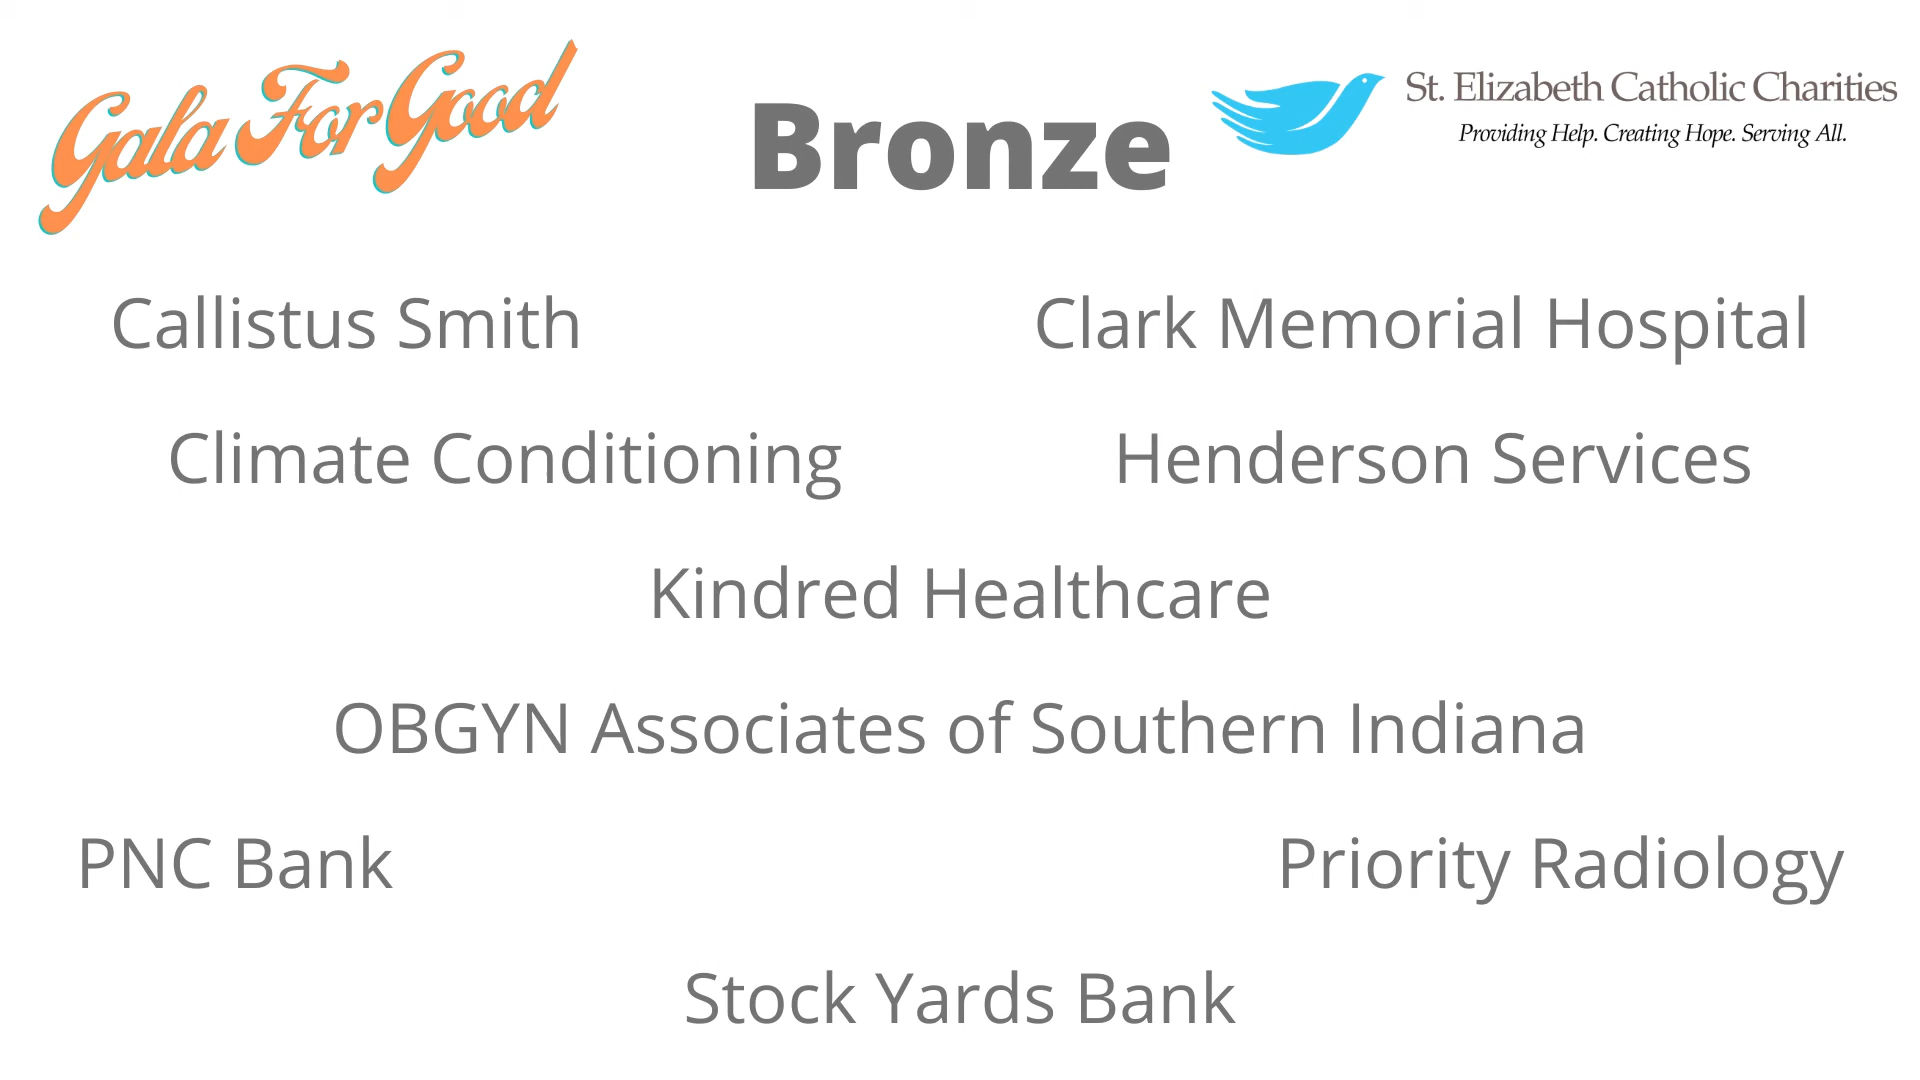 Gala For Good
Bronze
St. Elizabeth Catholic Charities
Providing Help. Creating Hope. Serving All.
Callistus Smith
Clark Memorial Hospital
Climate Conditioning
Henderson Services
Kindred Healthcare
OBGYN Associates of Southern Indiana
PNC Bank
Priority Radiology
Stock Yards Bank